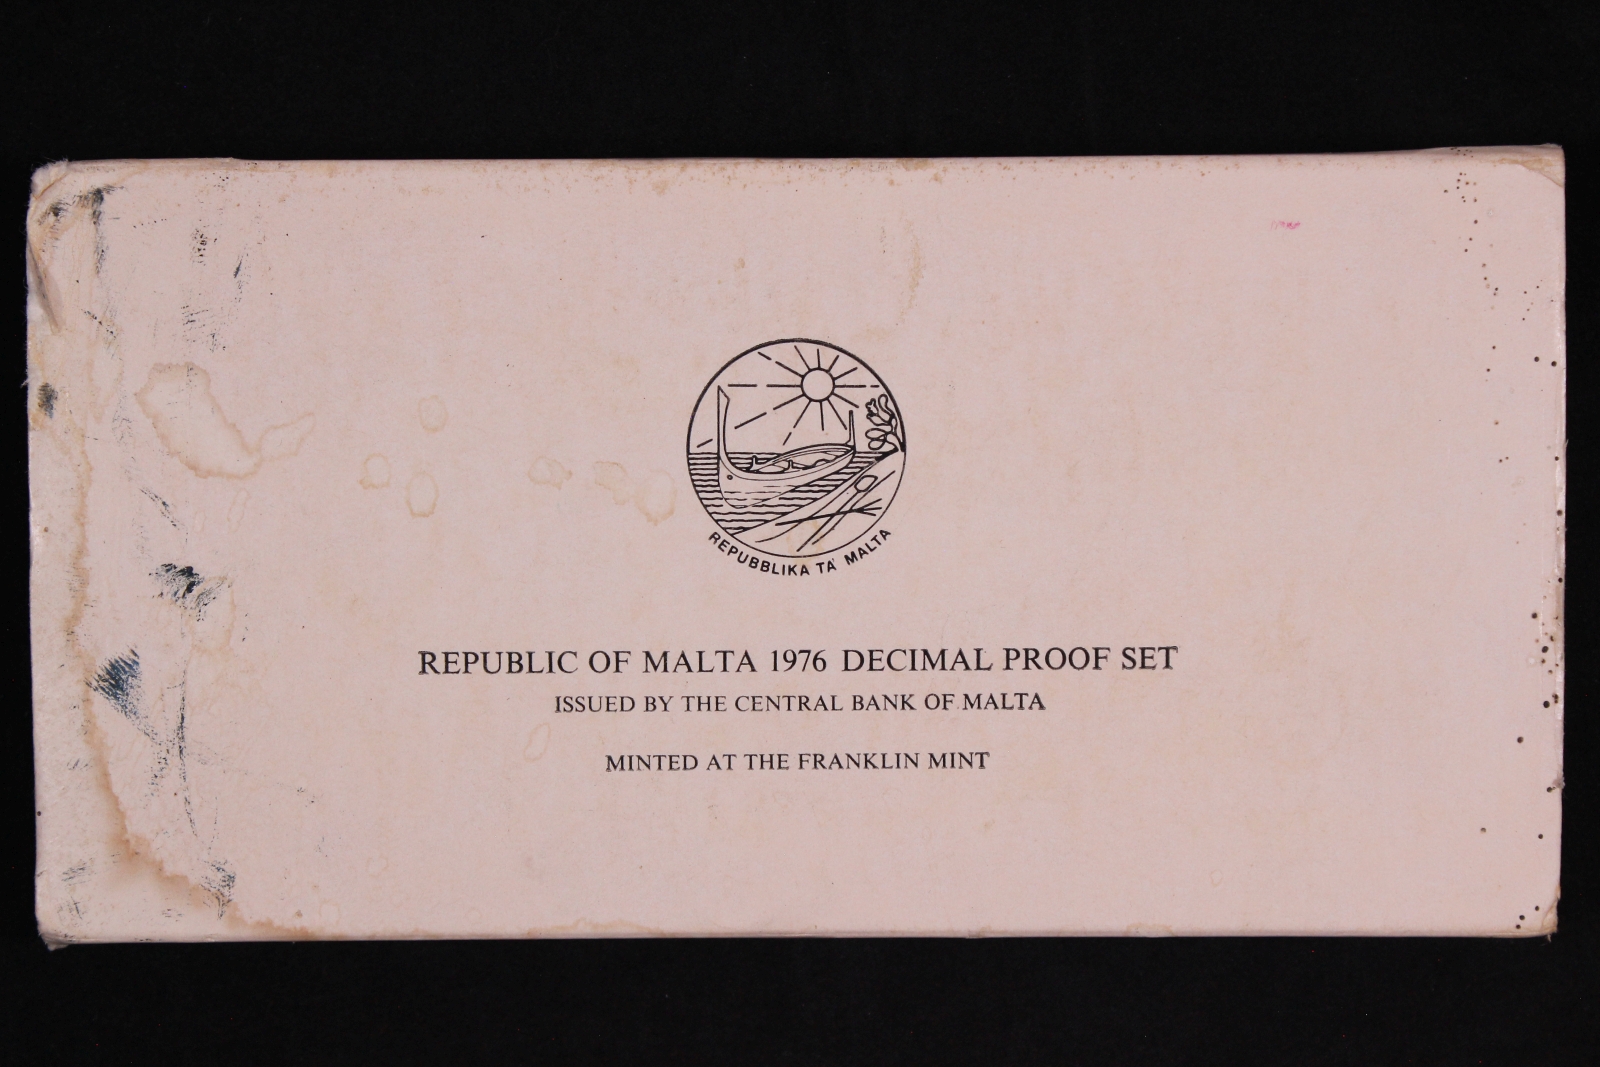 REPUBBLIKA TA' MALTA
REPUBLIC OF MALTA 1976 DECIMAL PROOF SET
ISSUED BY THE CENTRAL BANK OF MALTA
MINTED AT THE FRANKLIN MINT